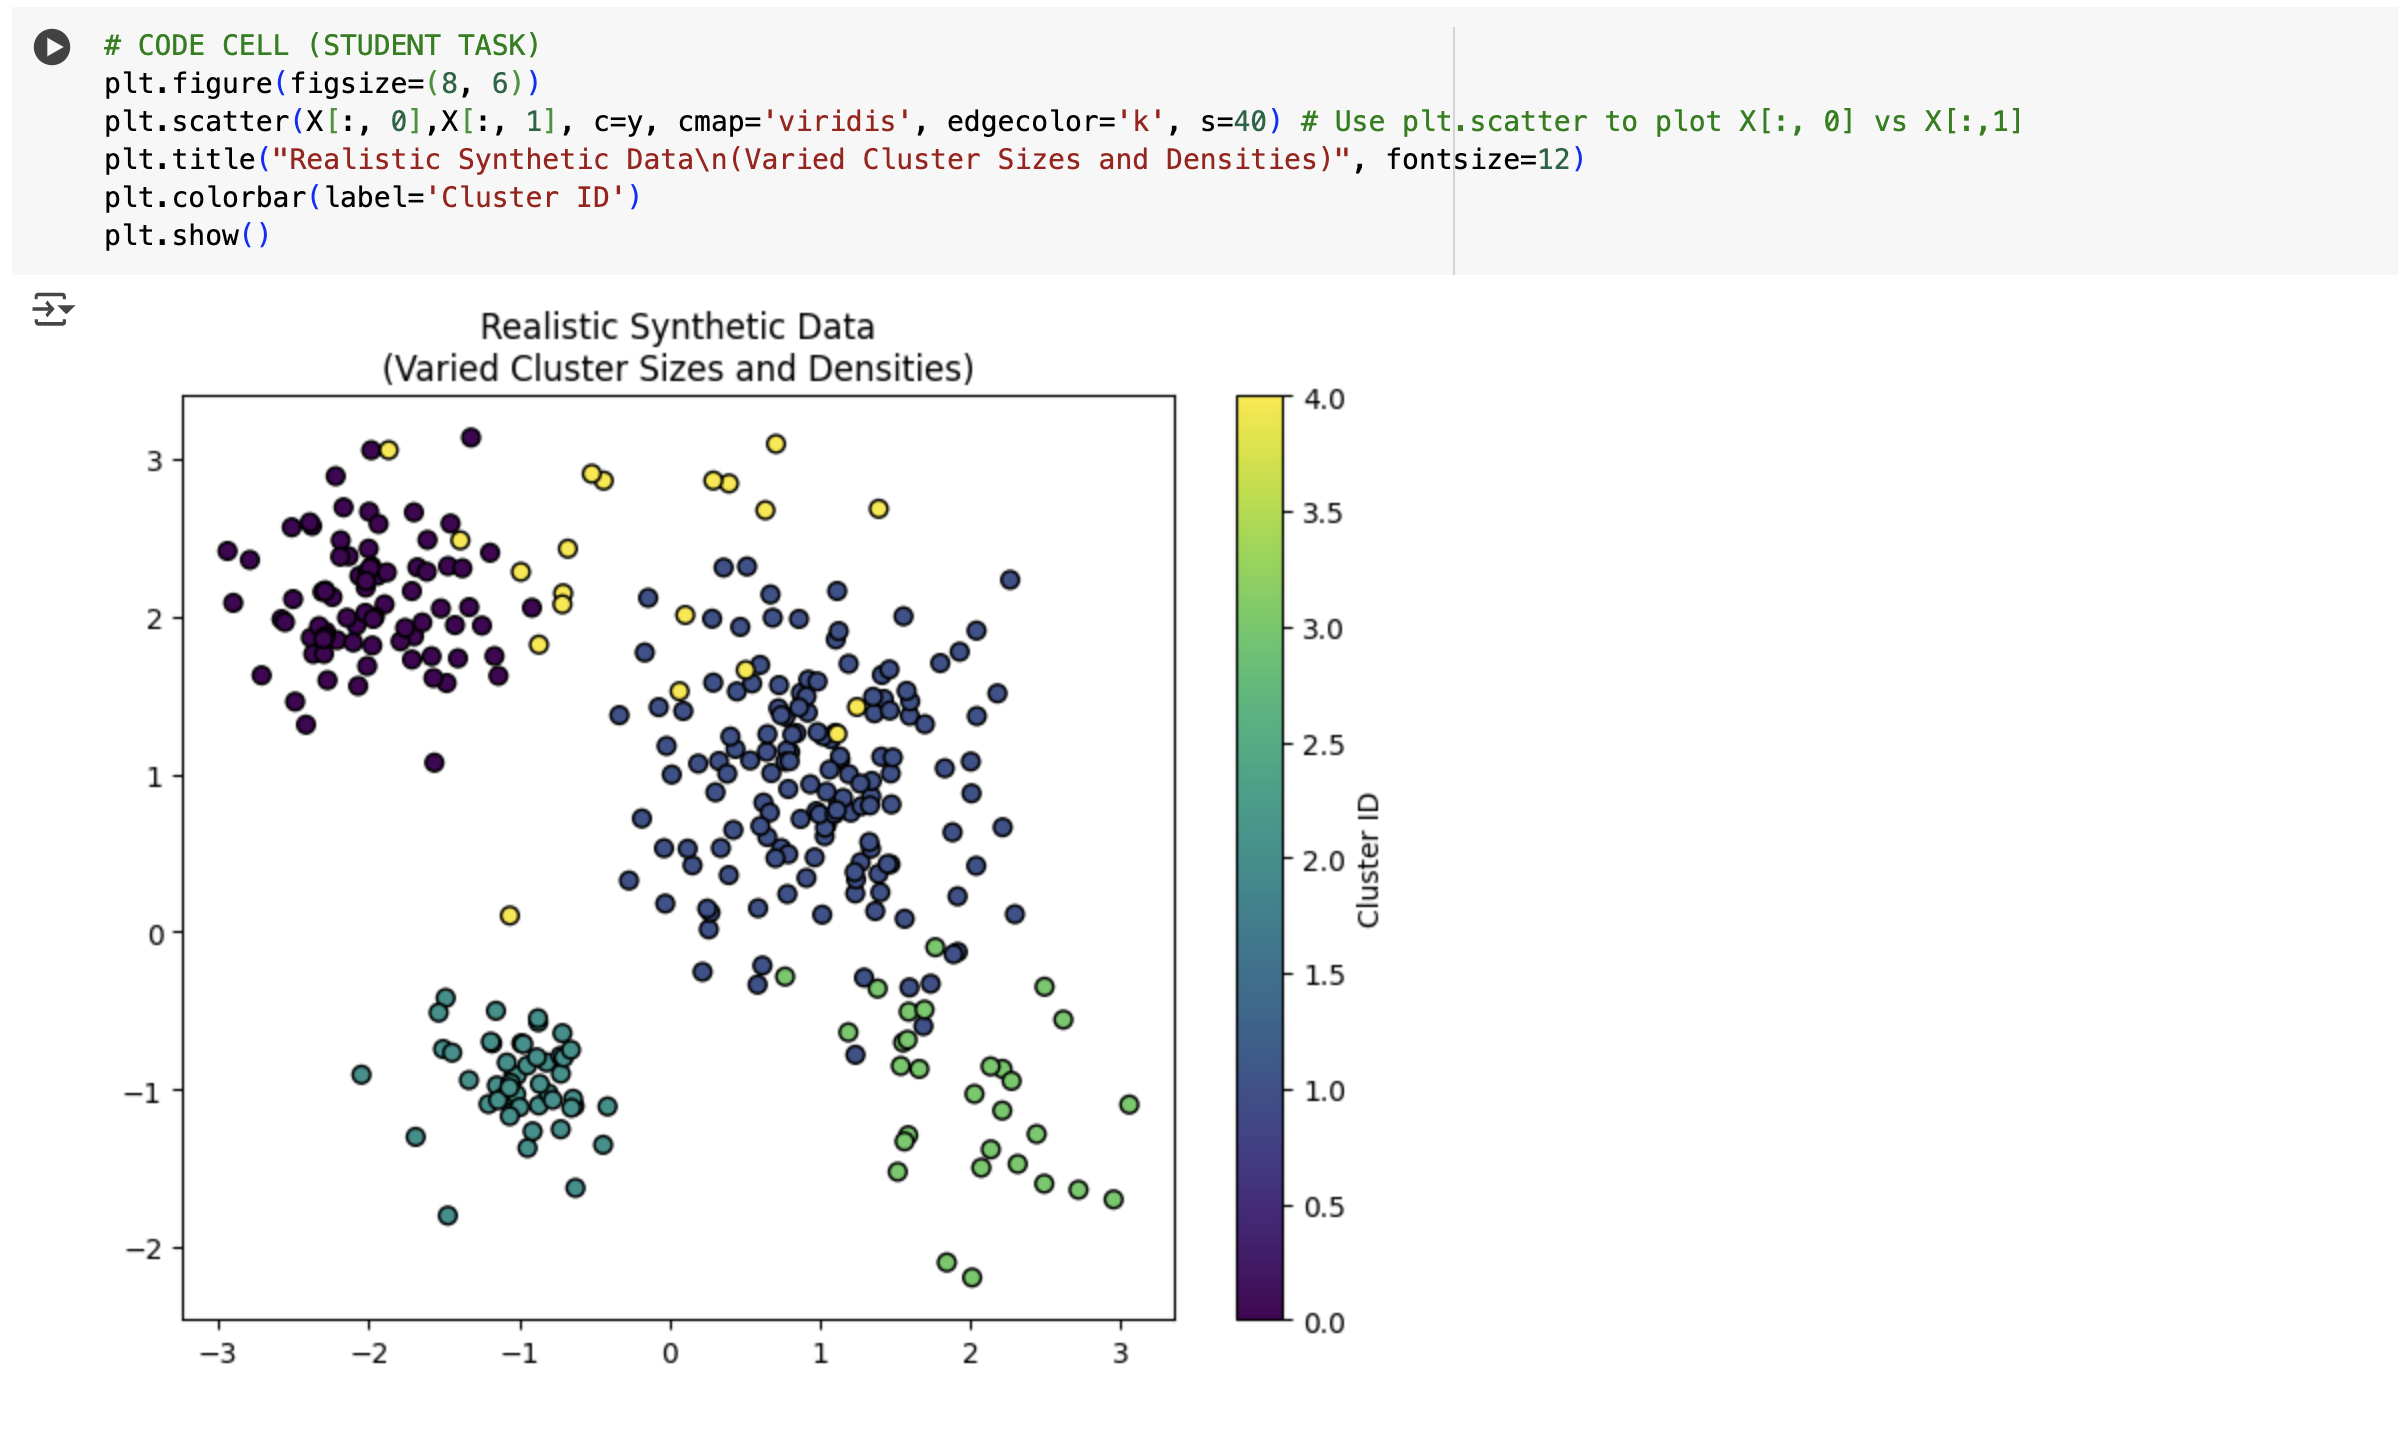 # CODE CELL (STUDENT TASK)
plt.figure(figsize=(8, 6))
plt.scatter(X[:, 0],X[:, 1], c=y, cmap='viridis', edgecolor='k', s=40) # Use plt.scatter to plot X[:, 0] vs X[:,1]
plt.title("Realistic Synthetic Data\n(Varied Cluster Sizes and Densities)", fontsize=12)
plt.colorbar(label='Cluster ID')
plt.show()
Realistic Synthetic Data
(Varied Cluster Sizes and Densities)
3
2
1
0
−1
−2
−3
−2
−1
0
1
2
3
4.0
3.5
3.0
2.5
2.0
1.5
1.0
0.5
0.0
Cluster ID